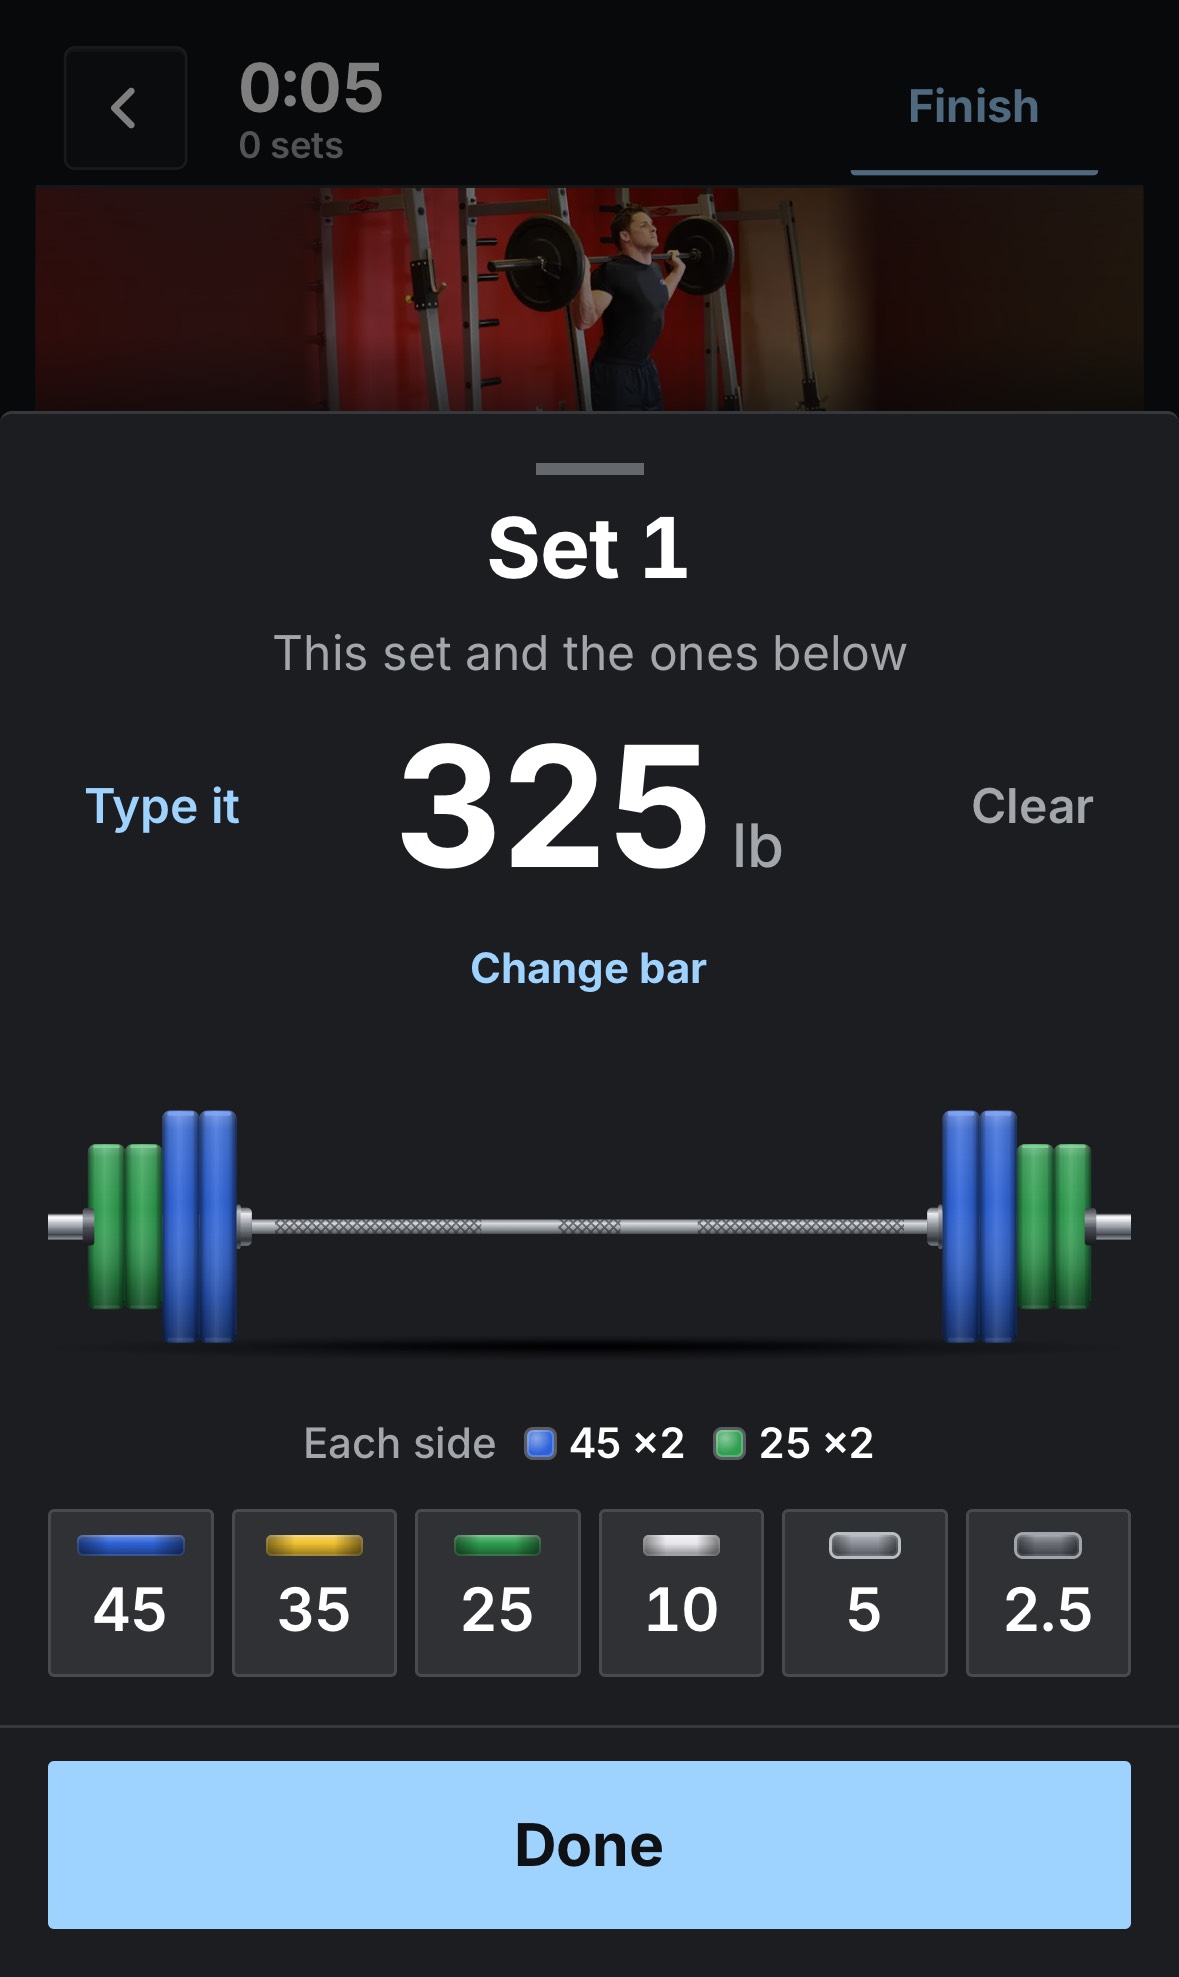 0:05
0 sets
Finish
Set 1
This set and the ones below
Type it
325 lb
Clear
Change bar
Each side 45 ×2 25 ×2
45 35 25 10 5 2.5
Done